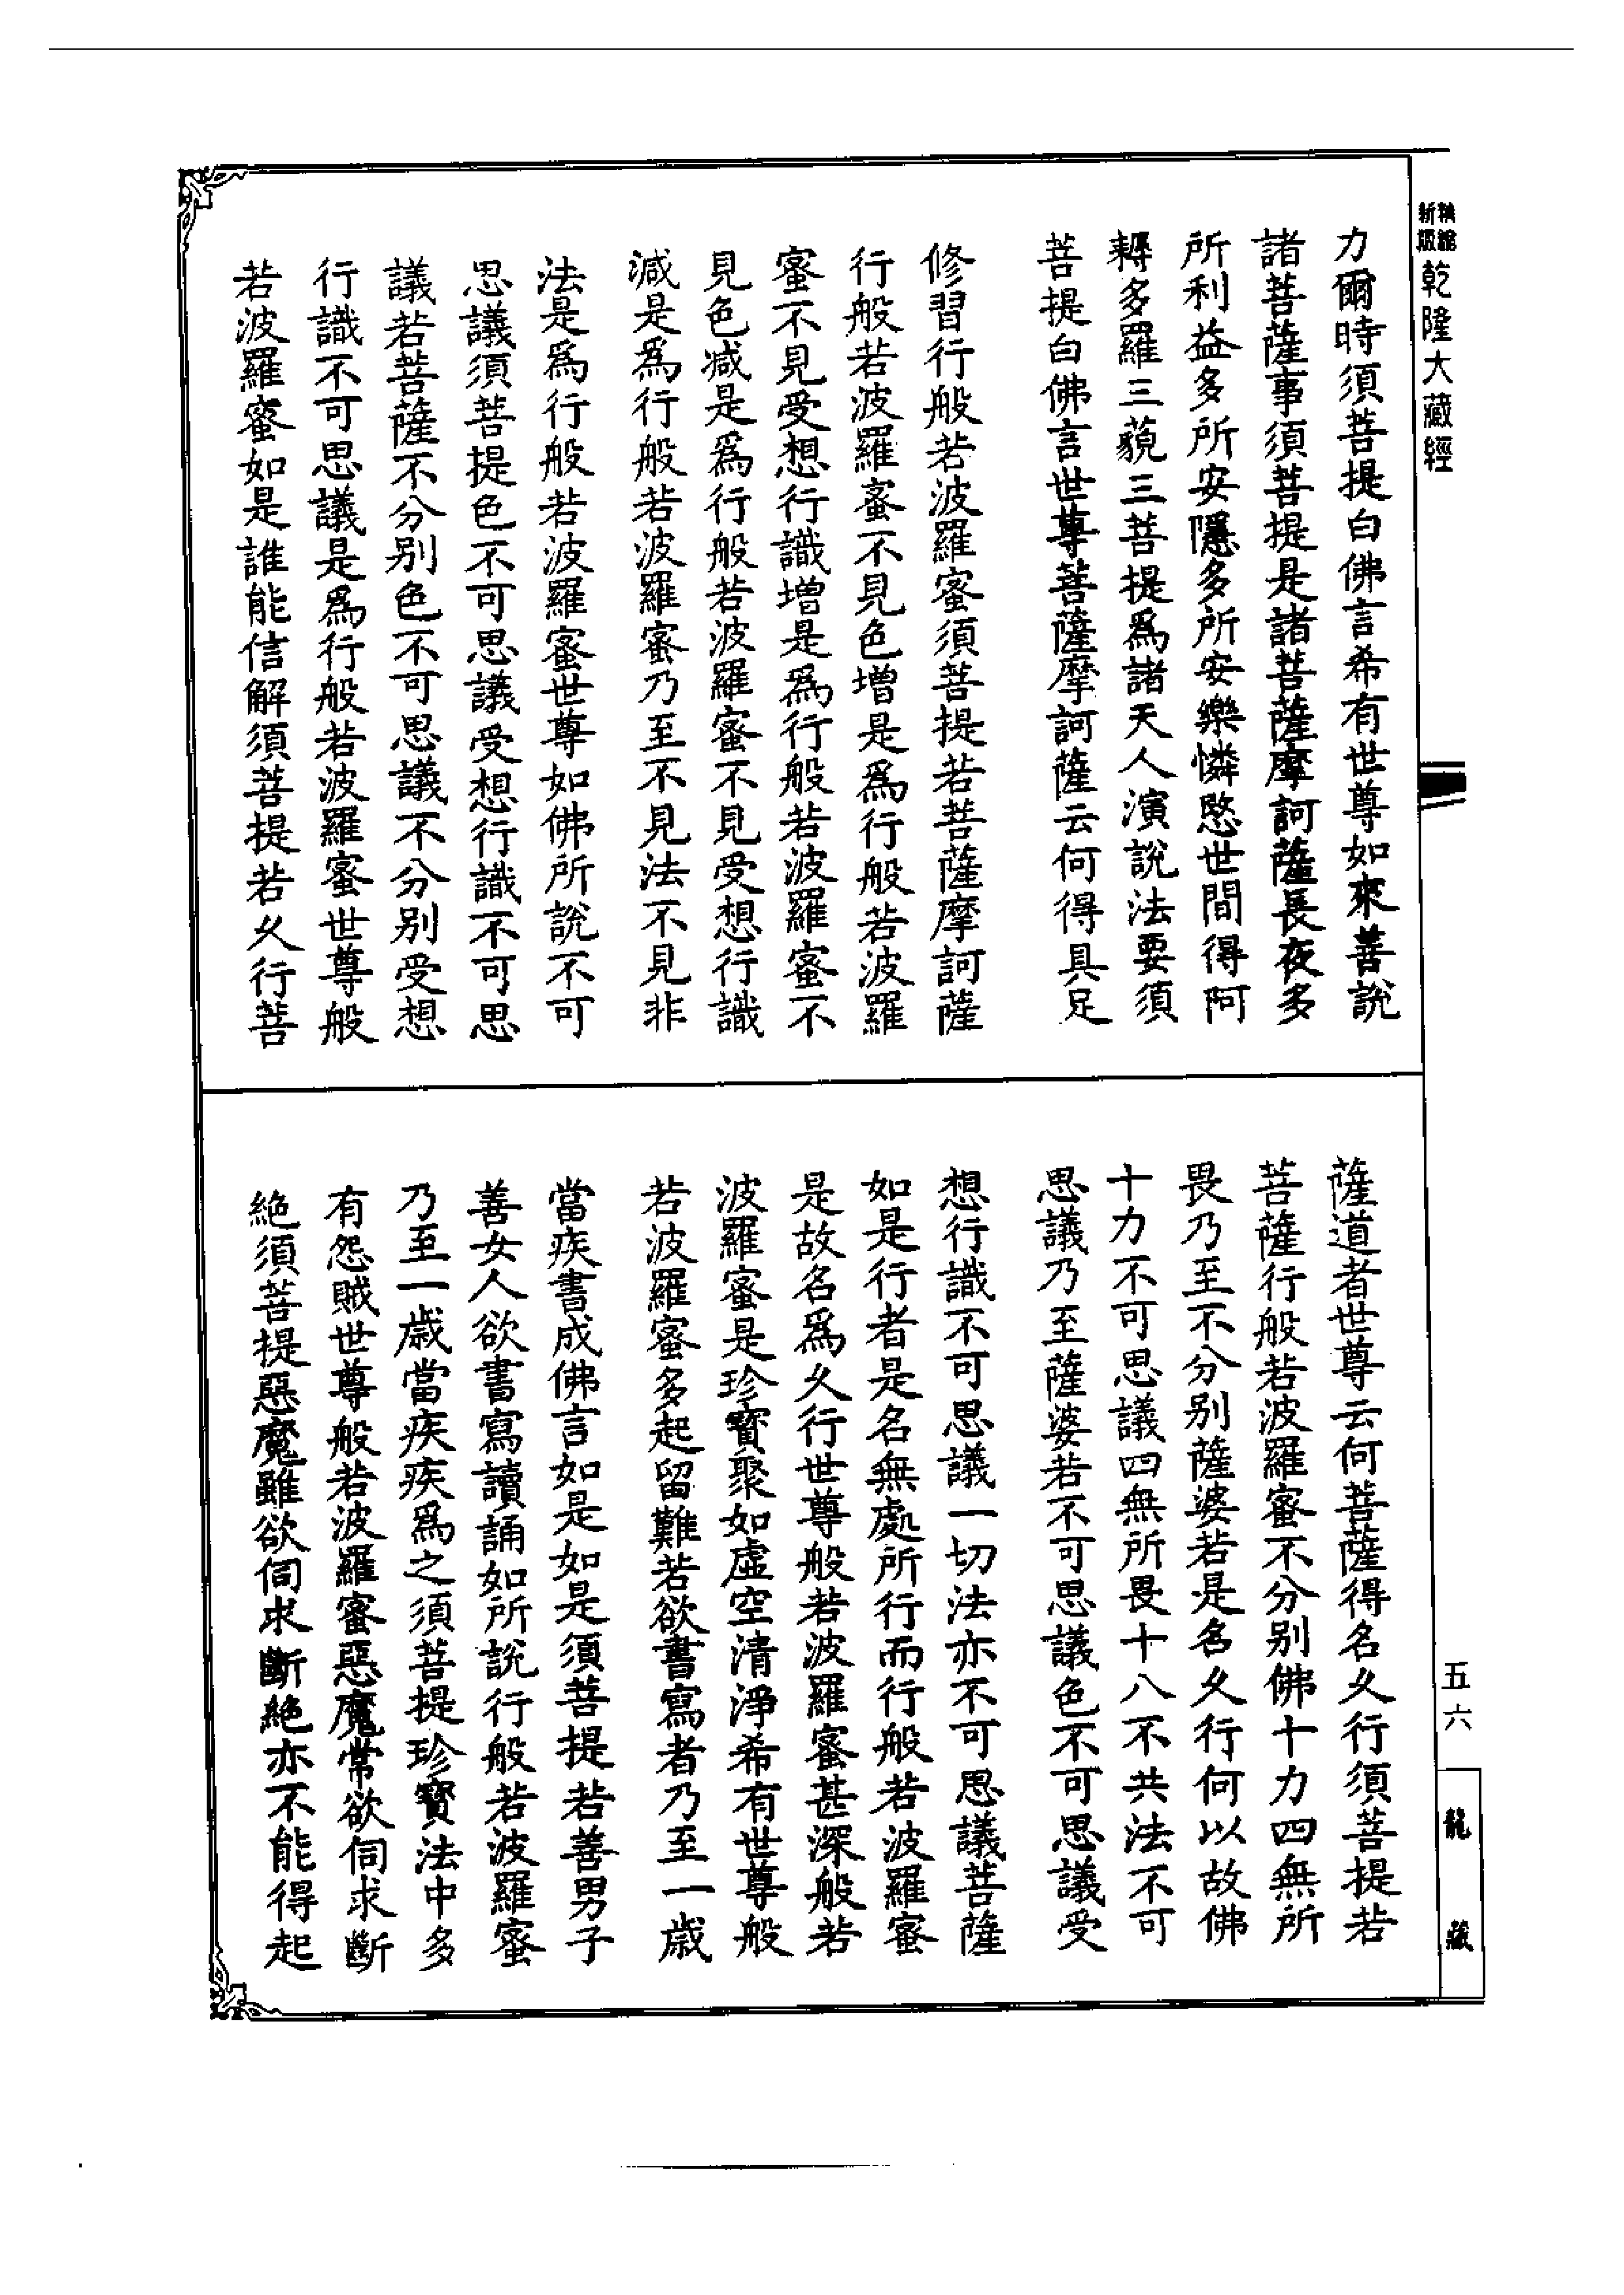 精縮
新版
乾隆大藏經
力爾時須菩提白佛言希有世尊如來善說
諸菩薩事須菩提是諸菩薩摩訶薩長夜多
所利益多所安隱多所安樂憐愍世間得阿
耨多羅三藐三菩提爲諸天人演說法要須
菩提白佛言世尊菩薩摩訶薩云何得具足
修習行般若波羅蜜須菩提若菩薩摩訶薩
行般若波羅蜜不見色增是爲行般若波羅
蜜不見受想行識增是爲行般若波羅蜜不
見色減是爲行般若波羅蜜不見受想行識
減是爲行般若波羅蜜乃至不見法不見非
法是爲行般若波羅蜜世尊如佛所說不可
思議須菩提色不可思議受想行識不可思
議若菩薩不分別色不可思議不分別受想
行識不可思議是爲行般若波羅蜜世尊般
若波羅蜜如是誰能信解須菩提若久行菩
薩道者世尊云何菩薩得名久行須菩提若
菩薩行般若波羅蜜不分別佛十力四無所
畏乃至不分別薩婆若是名久行何以故佛
十力不可思議四無所畏十八不共法不可
思議乃至薩婆若不可思議色不可思議受
想行識不可思議一切法亦不可思議菩薩
如是行者是名無處所行而行般若波羅蜜
是故名爲久行世尊般若波羅蜜甚深般若
波羅蜜是珍寳聚如虛空清淨希有世尊般
若波羅蜜多起留難若欲書寫者乃至一歲
當疾書成佛言如是如是須菩提若善男子
善女人欲書寫讀誦如所說行般若波羅蜜
乃至一歲當疾疾爲之須菩提珍寳法中多
有怨賊世尊般若波羅蜜惡魔常欲伺求斷
絶須菩提惡魔雖欲伺求斷絶亦不能得起
五六
龍藏